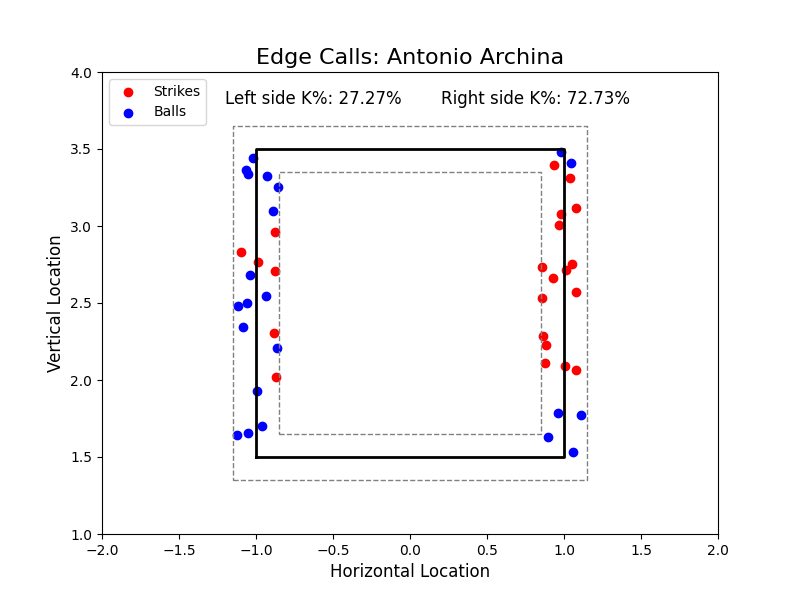 Edge Calls: Antonio Archina
Strikes
Balls
Left side K%: 27.27%
Right side K%: 72.73%
4.0
3.5
3.0
2.5
2.0
1.5
1.0
Vertical Location
−2.0
−1.5
−1.0
−0.5
0.0
0.5
1.0
1.5
2.0
Horizontal Location